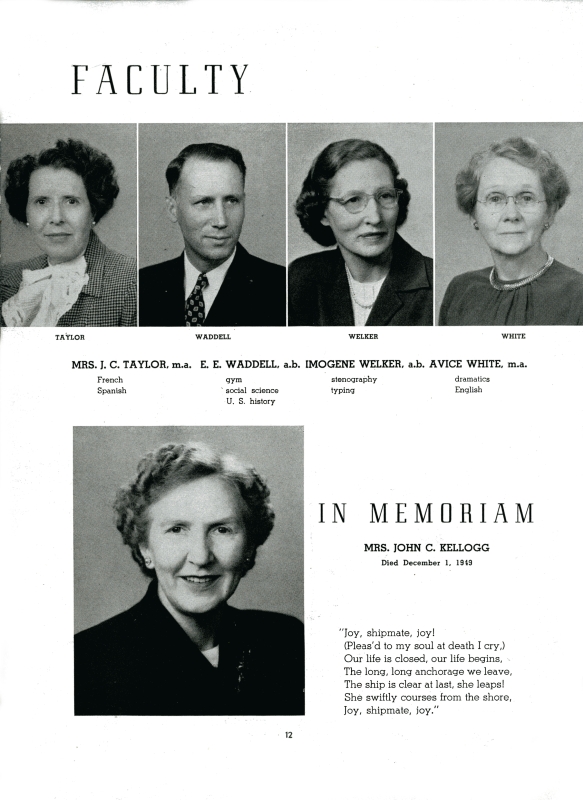 FACULTY
TAYLOR WADDELL WELKER WHITE
MRS. J. C. TAYLOR, m.a. E. E. WADDELL, a.b. IMOGENE WELKER, a.b. AVICE WHITE, m.a.
French gym stenography dramatics
Spanish social science typing English
U. S. history
IN MEMORIAM
MRS. JOHN C. KELLOGG
Died December 1, 1949
"Joy, shipmate, joy!
(Pleas'd to my soul at death I cry,)
Our life is closed, our life begins,
The long, long anchorage we leave,
The ship is clear at last, she leaps!
She swiftly courses from the shore,
Joy, shipmate, joy."
12